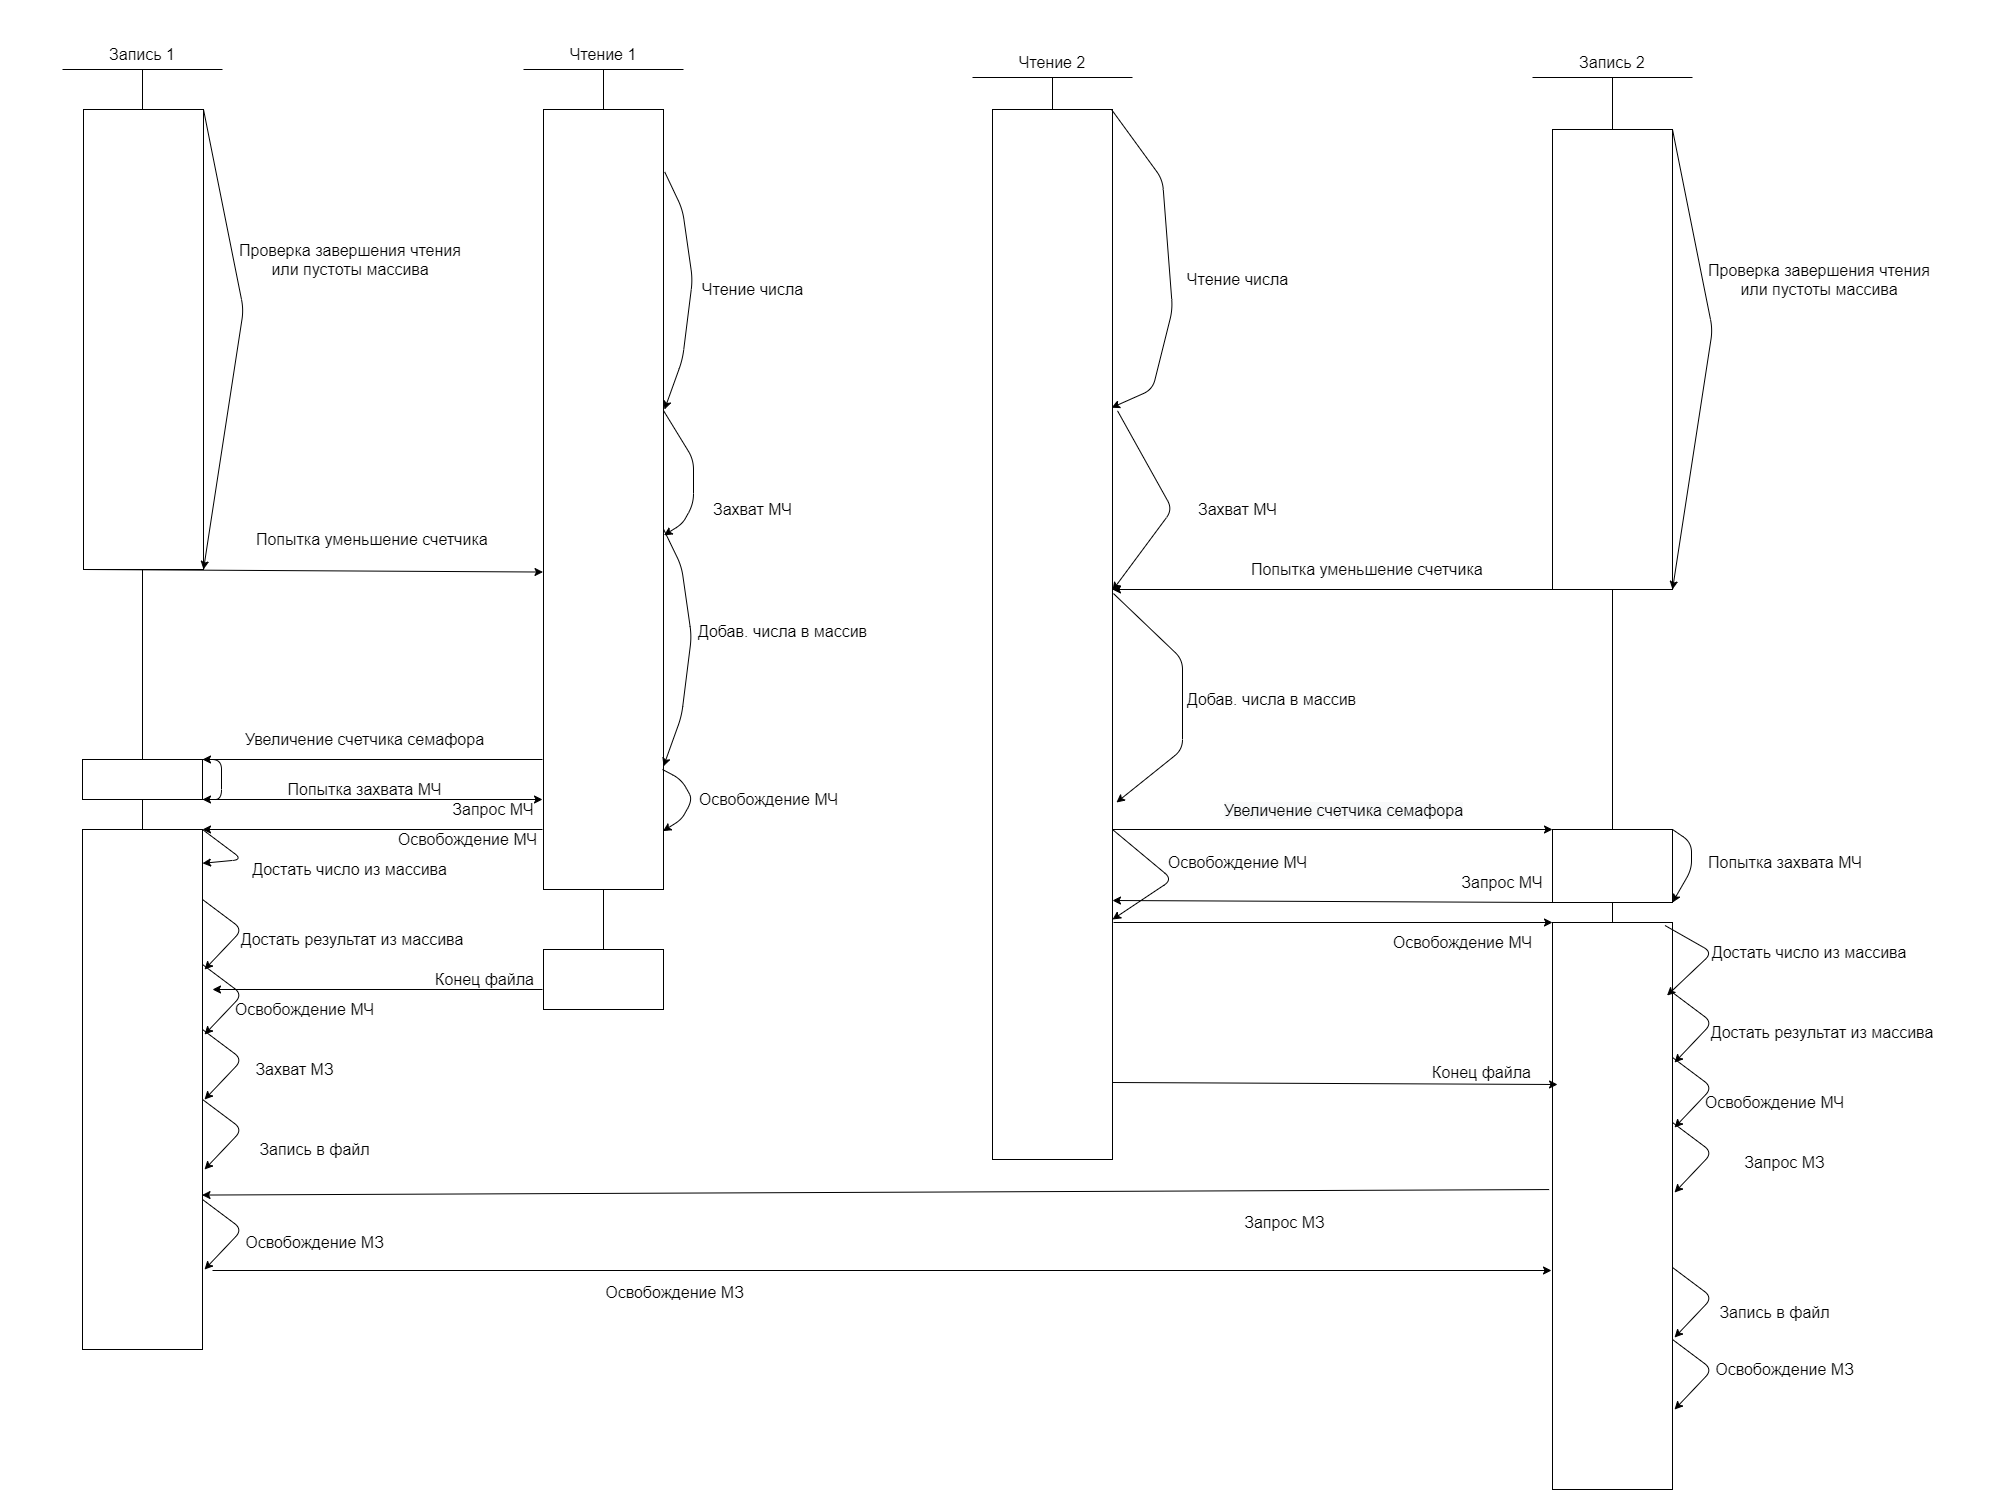 Запись 1
Чтение 1
Чтение 2
Запись 2
Проверка завершения чтения
или пустоты массива
Чтение числа
Чтение числа
Проверка завершения чтения
или пустоты массива
Захват МЧ
Захват МЧ
Попытка уменьшение счетчика
Попытка уменьшение счетчика
Добав. числа в массив
Добав. числа в массив
Увеличение счетчика семафора
Попытка захвата МЧ
Освобождение МЧ
Запрос МЧ
Увеличение счетчика семафора
Освобождение МЧ
Достать число из массива
Освобождение МЧ
Попытка захвата МЧ
Запрос МЧ
Достать результат из массива
Освобождение МЧ
Достать число из массива
Конец файла
Освобождение МЧ
Достать результат из массива
Захват МЗ
Конец файла
Освобождение МЧ
Запись в файл
Запрос МЗ
Запрос МЗ
Освобождение МЗ
Освобождение МЗ
Запись в файл
Освобождение МЗ